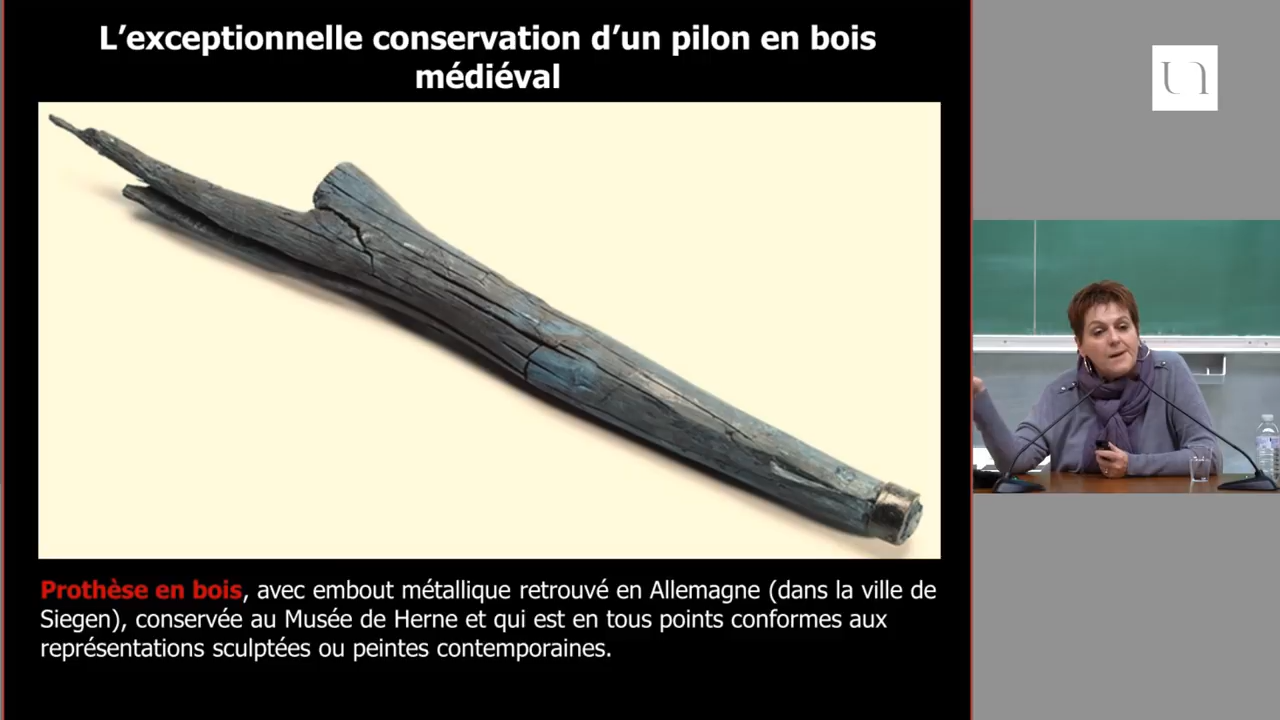 L’exceptionnelle conservation d’un pilon en bois
médiéval
Prothèse en bois, avec embout métallique retrouvé en Allemagne (dans la ville de
Siegen), conservée au Musée de Herne et qui est en tous points conformes aux
représentations sculptées ou peintes contemporaines.